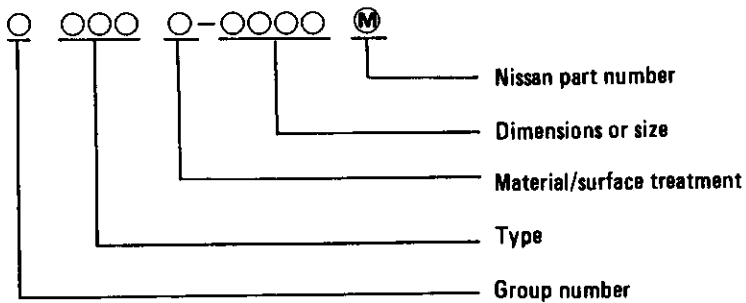 ○ ○○○ ○-○○○○ Ⓜ
Nissan part number
Dimensions or size
Material/surface treatment
Type
Group number